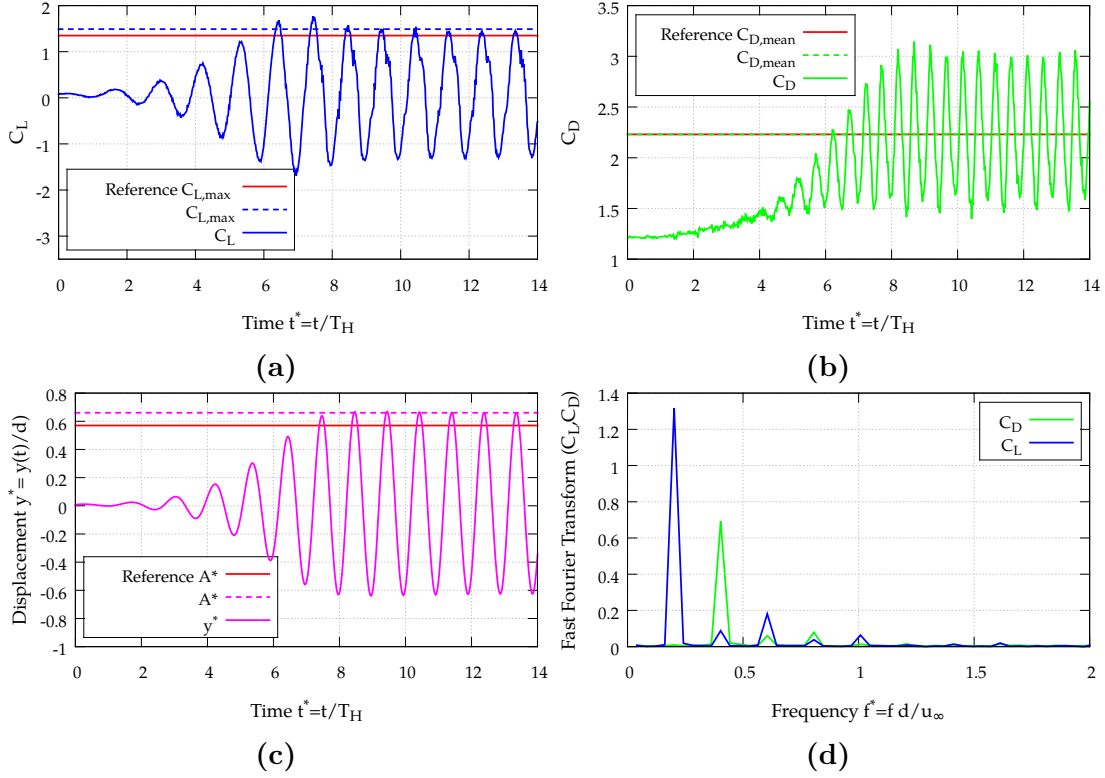 2
1
0
-1
-2
-3
C_L
Reference C_L,max
C_L,max
C_L
0 2 4 6 8 10 12 14
Time t*=t/T_H
(a)
3.5
3
2.5
2
1.5
1
C_D
Reference C_D,mean
C_D,mean
C_D
0 2 4 6 8 10 12 14
Time t*=t/T_H
(b)
0.8
0.6
0.4
0.2
0
-0.2
-0.4
-0.6
-0.8
-1
Displacement y*= y(t)/d)
Reference A*
A*
y*
0 2 4 6 8 10 12 14
Time t*=t/T_H
(c)
1.4
1.2
1
0.8
0.6
0.4
0.2
0
Fast Fourier Transform (C_L,C_D)
C_D
C_L
0 0.5 1 1.5 2
Frequency f*=f d/u_∞
(d)